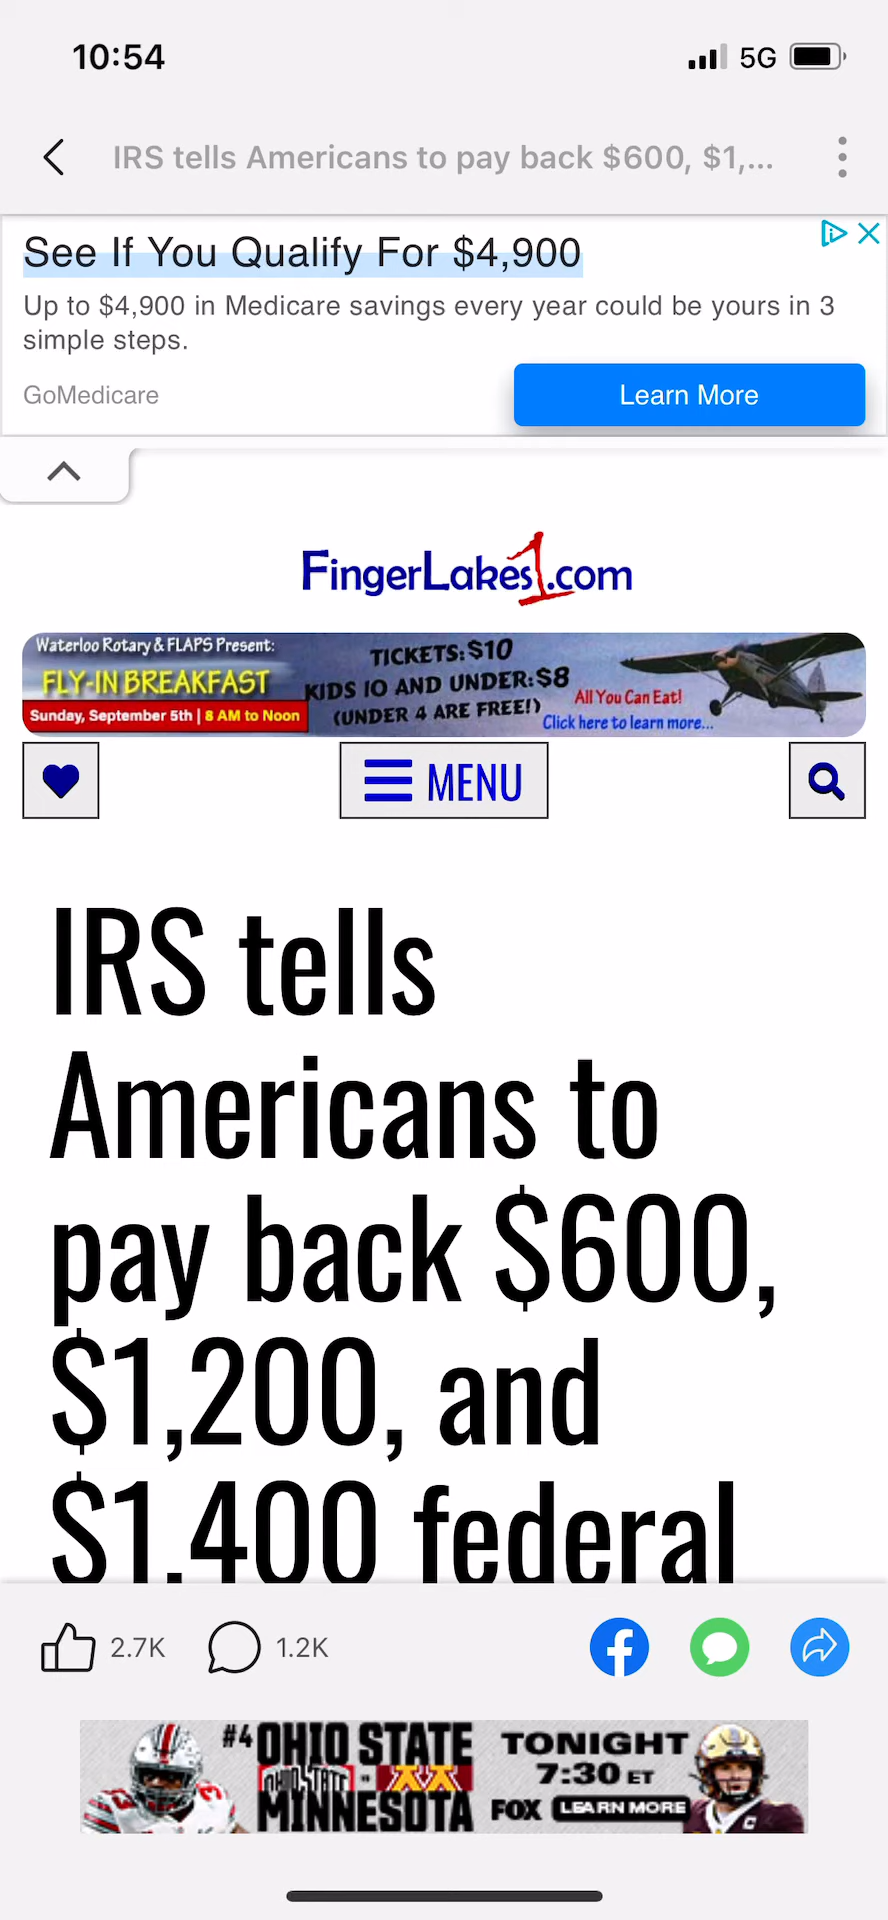 10:54
5G
IRS tells Americans to pay back $600, $1,...
See If You Qualify For $4,900
Up to $4,900 in Medicare savings every year could be yours in 3
simple steps.
GoMedicare
Learn More
FingerLakes1.com
Waterloo Rotary & FLAPS Present:
FLY-IN BREAKFAST
Sunday, September 5th | 8 AM to Noon
TICKETS: $10
KIDS 10 AND UNDER: $8
(UNDER 4 ARE FREE!)
All You Can Eat!
Click here to learn more...
MENU
IRS tells
Americans to
pay back $600,
$1,200, and
$1,400 federal
2.7K
1.2K
#4 OHIO STATE
OHIO STATE -
MINNESOTA
TONIGHT
7:30 ET
FOX LEARN MORE